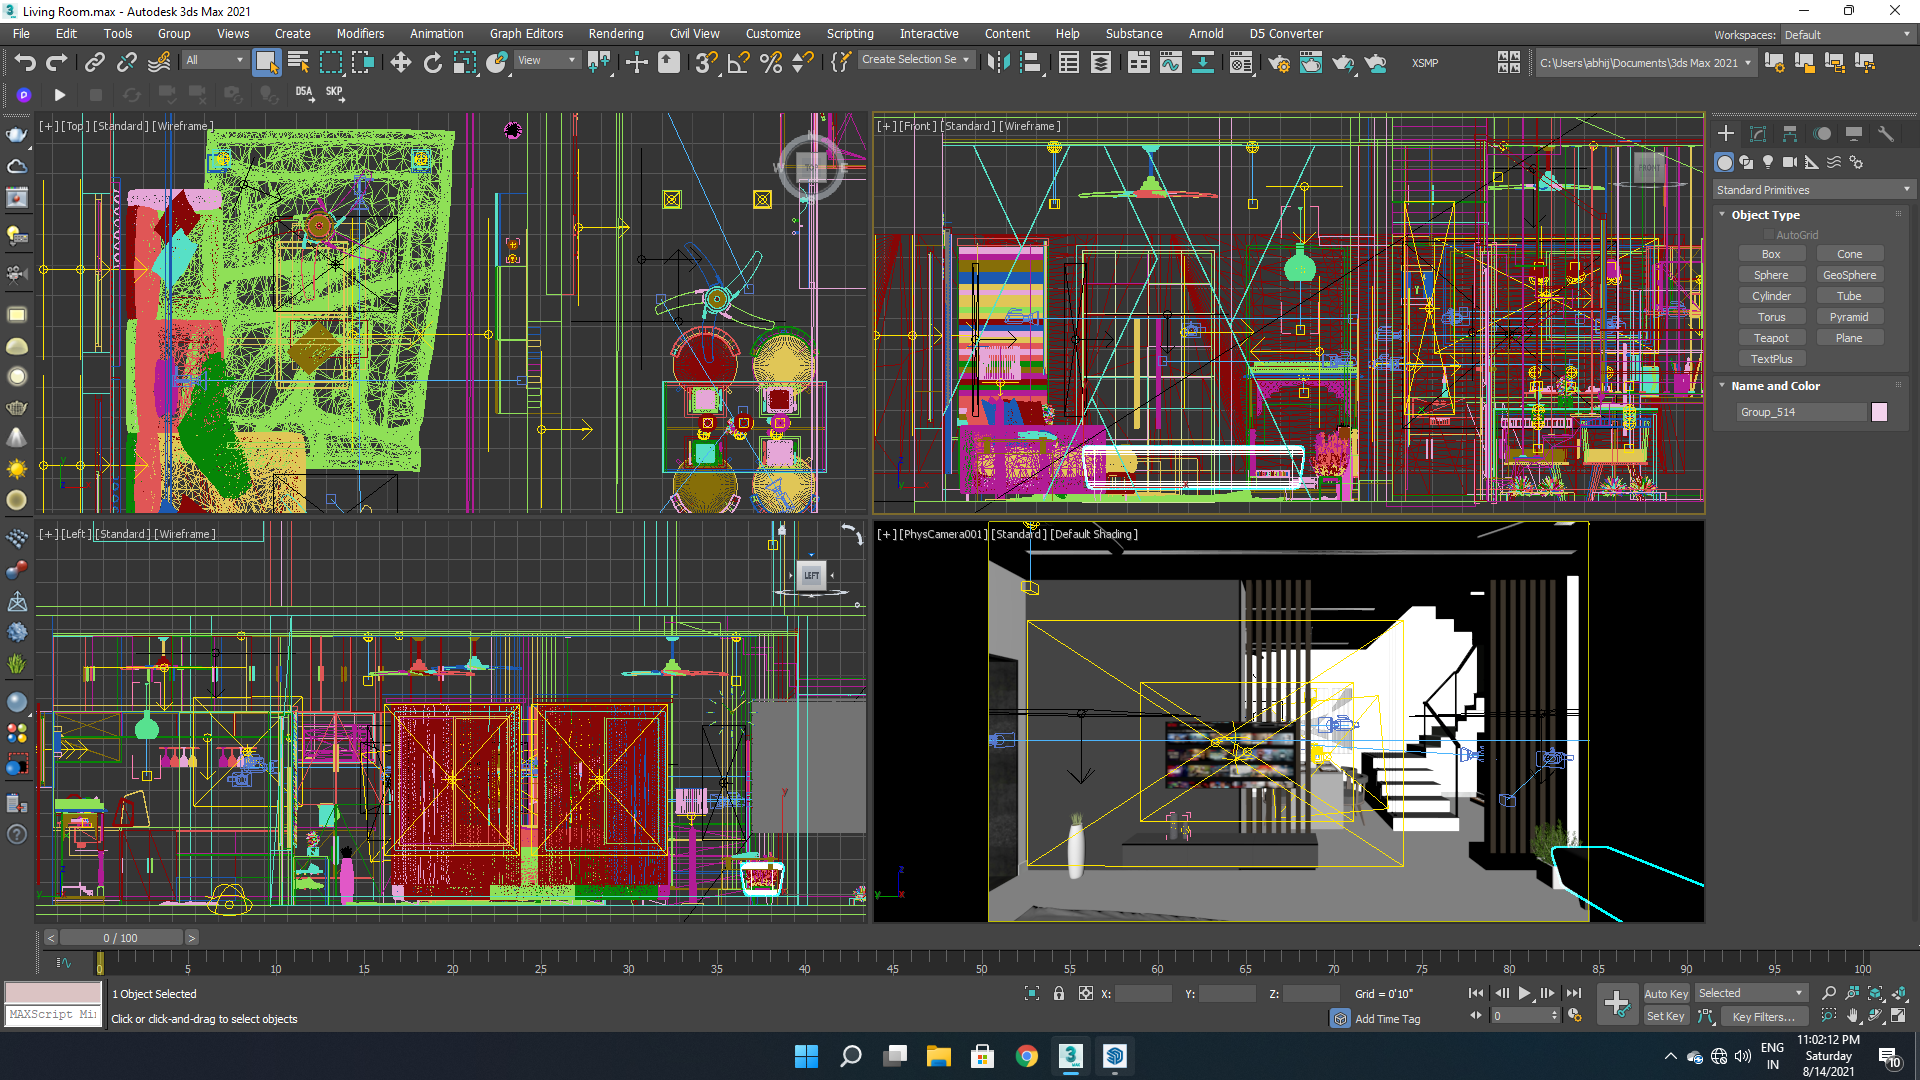 Living Room.max - Autodesk 3ds Max 2021
File Edit Tools Group Views Create Modifiers Animation Graph Editors Rendering Civil View Customize Scripting Interactive Content Help Substance Arnold D5 Converter
Workspaces: Default
All View Create Selection Se XSMP C:\Users\abhij\Documents\3ds Max 2021
DSA SKP
[+] [Top] [Standard] [Wireframe]
[+] [Front] [Standard] [Wireframe]
N
W E
S
FRONT
Standard Primitives
Object Type
AutoGrid
Box Cone
Sphere GeoSphere
Cylinder Tube
Torus Pyramid
Teapot Plane
TextPlus
Name and Color
Group_514
[+] [Left] [Standard] [Wireframe]
[+] [PhysCamera001] [Standard] [Default Shading]
LEFT
y
z
y x
< 0 / 100 >
0 5 10 15 20 25 30 35 40 45 50 55 60 65 70 75 80 85 90 95 100
1 Object Selected
X: Y: Z: Grid = 0'10"
Auto Key Selected
MAXScript Mi
Click or click-and-drag to select objects
Add Time Tag
0
Set Key Key Filters...
ENG
IN
11:02:12 PM
Saturday
8/14/2021
10